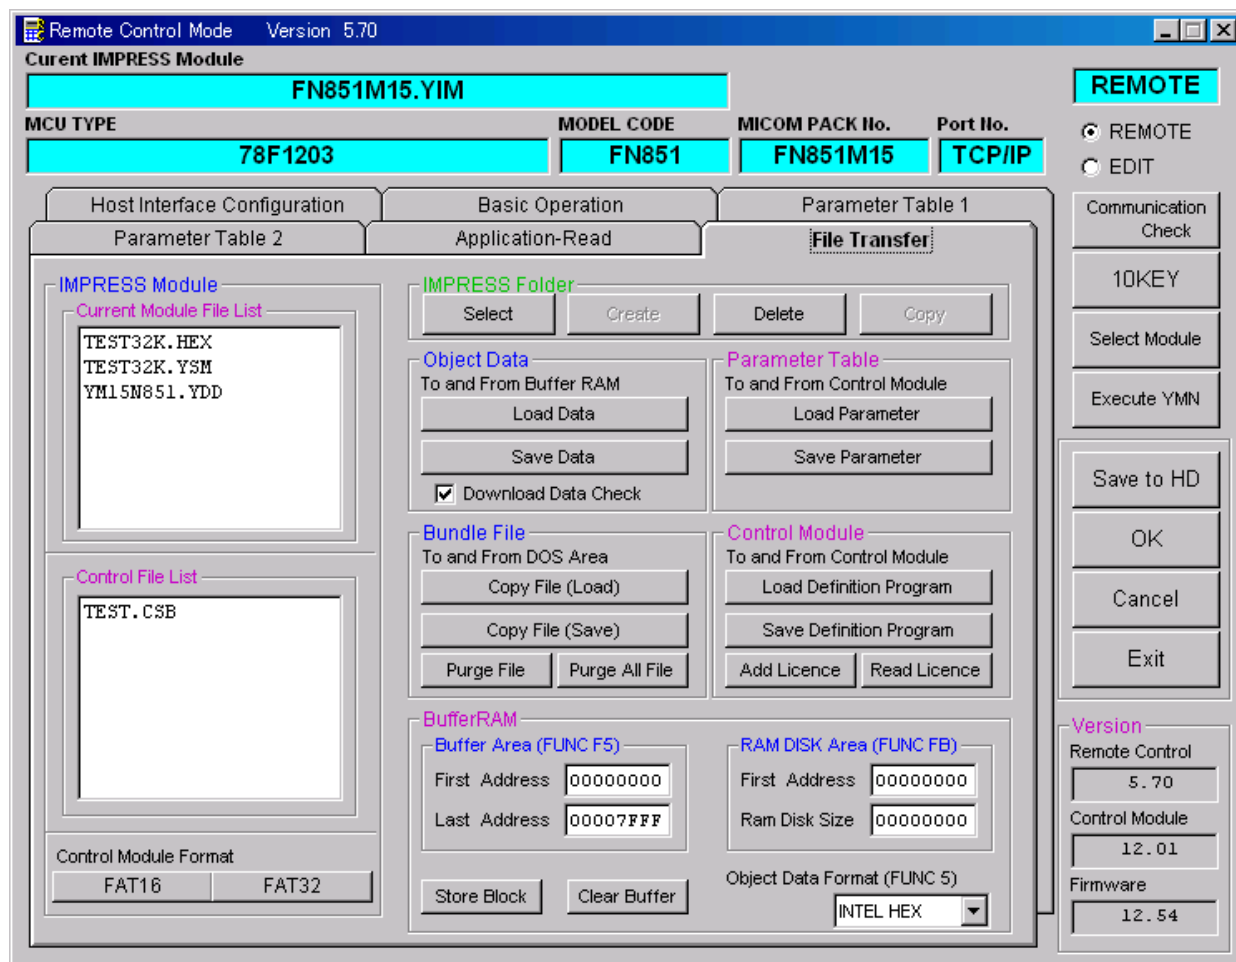 Remote Control Mode Version 5.70
Curent IMPRESS Module
FN851M15.YIM
MCU TYPE
78F1203
MODEL CODE
FN851
MICOM PACK No.
FN851M15
Port No.
TCP/IP
REMOTE
REMOTE
EDIT
Host Interface Configuration
Basic Operation
Parameter Table 1
Parameter Table 2
Application-Read
File Transfer
IMPRESS Module
Current Module File List
TEST32K.HEX
TEST32K.YSM
YM15N851.YDD
Control File List
TEST.CSB
Control Module Format
FAT16
FAT32
IMPRESS Folder
Select
Create
Delete
Copy
Object Data
To and From Buffer RAM
Load Data
Save Data
Download Data Check
Parameter Table
To and From Control Module
Load Parameter
Save Parameter
Bundle File
To and From DOS Area
Copy File (Load)
Copy File (Save)
Purge File
Purge All File
Control Module
To and From Control Module
Load Definition Program
Save Definition Program
Add Licence
Read Licence
BufferRAM
Buffer Area (FUNC F5)
First Address 00000000
Last Address 00007FFF
RAM DISK Area (FUNC FB)
First Address 00000000
Ram Disk Size 00000000
Store Block
Clear Buffer
Object Data Format (FUNC 5)
INTEL HEX
Communication
Check
10KEY
Select Module
Execute YMN
Save to HD
OK
Cancel
Exit
Version
Remote Control
5.70
Control Module
12.01
Firmware
12.54